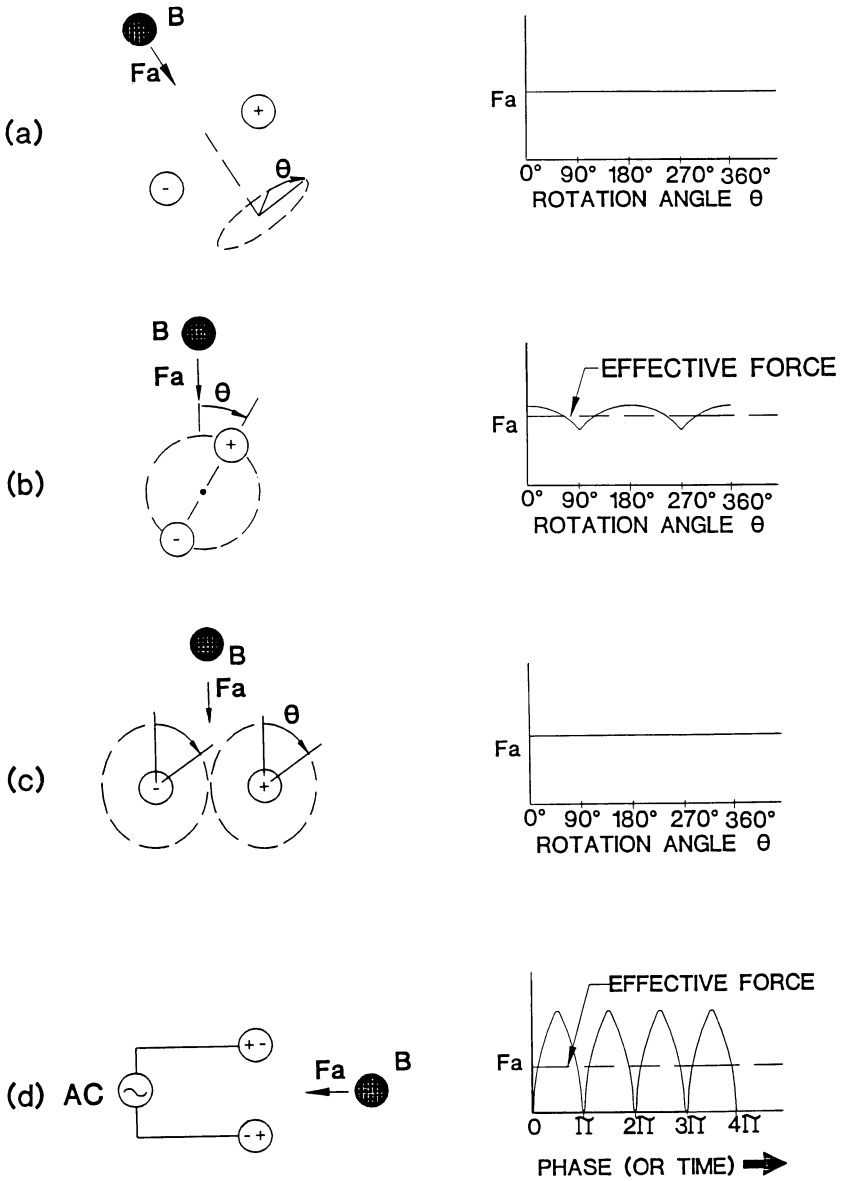 (a)
B
Fa
+
-
θ
Fa
0° 90° 180° 270° 360°
ROTATION ANGLE θ
(b)
B
Fa
θ
+
-
EFFECTIVE FORCE
Fa
0° 90° 180° 270° 360°
ROTATION ANGLE θ
(c)
B
Fa
θ
-
+
Fa
0° 90° 180° 270° 360°
ROTATION ANGLE θ
(d) AC
+-
-+
Fa
B
EFFECTIVE FORCE
Fa
0 π 2π 3π 4π
PHASE (OR TIME)